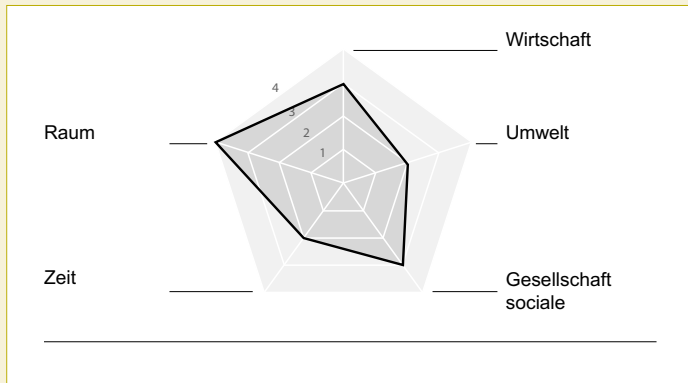 Wirtschaft
4
3
Raum
2
Umwelt
1
Zeit
Gesellschaft
sociale